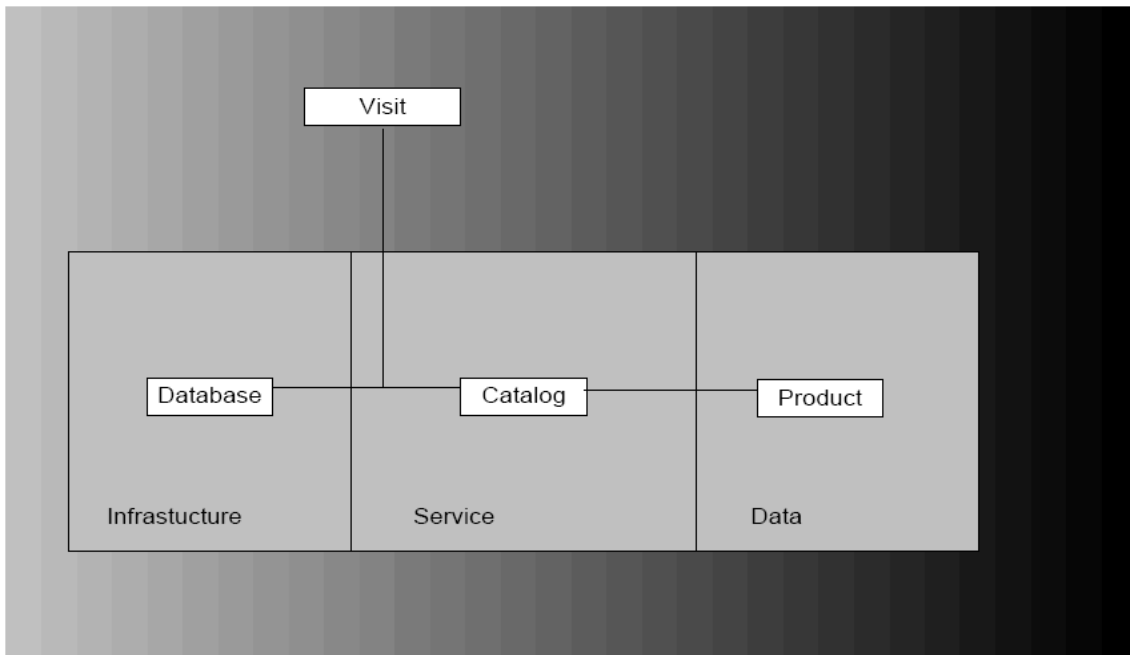 Visit
Database
Catalog
Product
Infrastucture
Service
Data